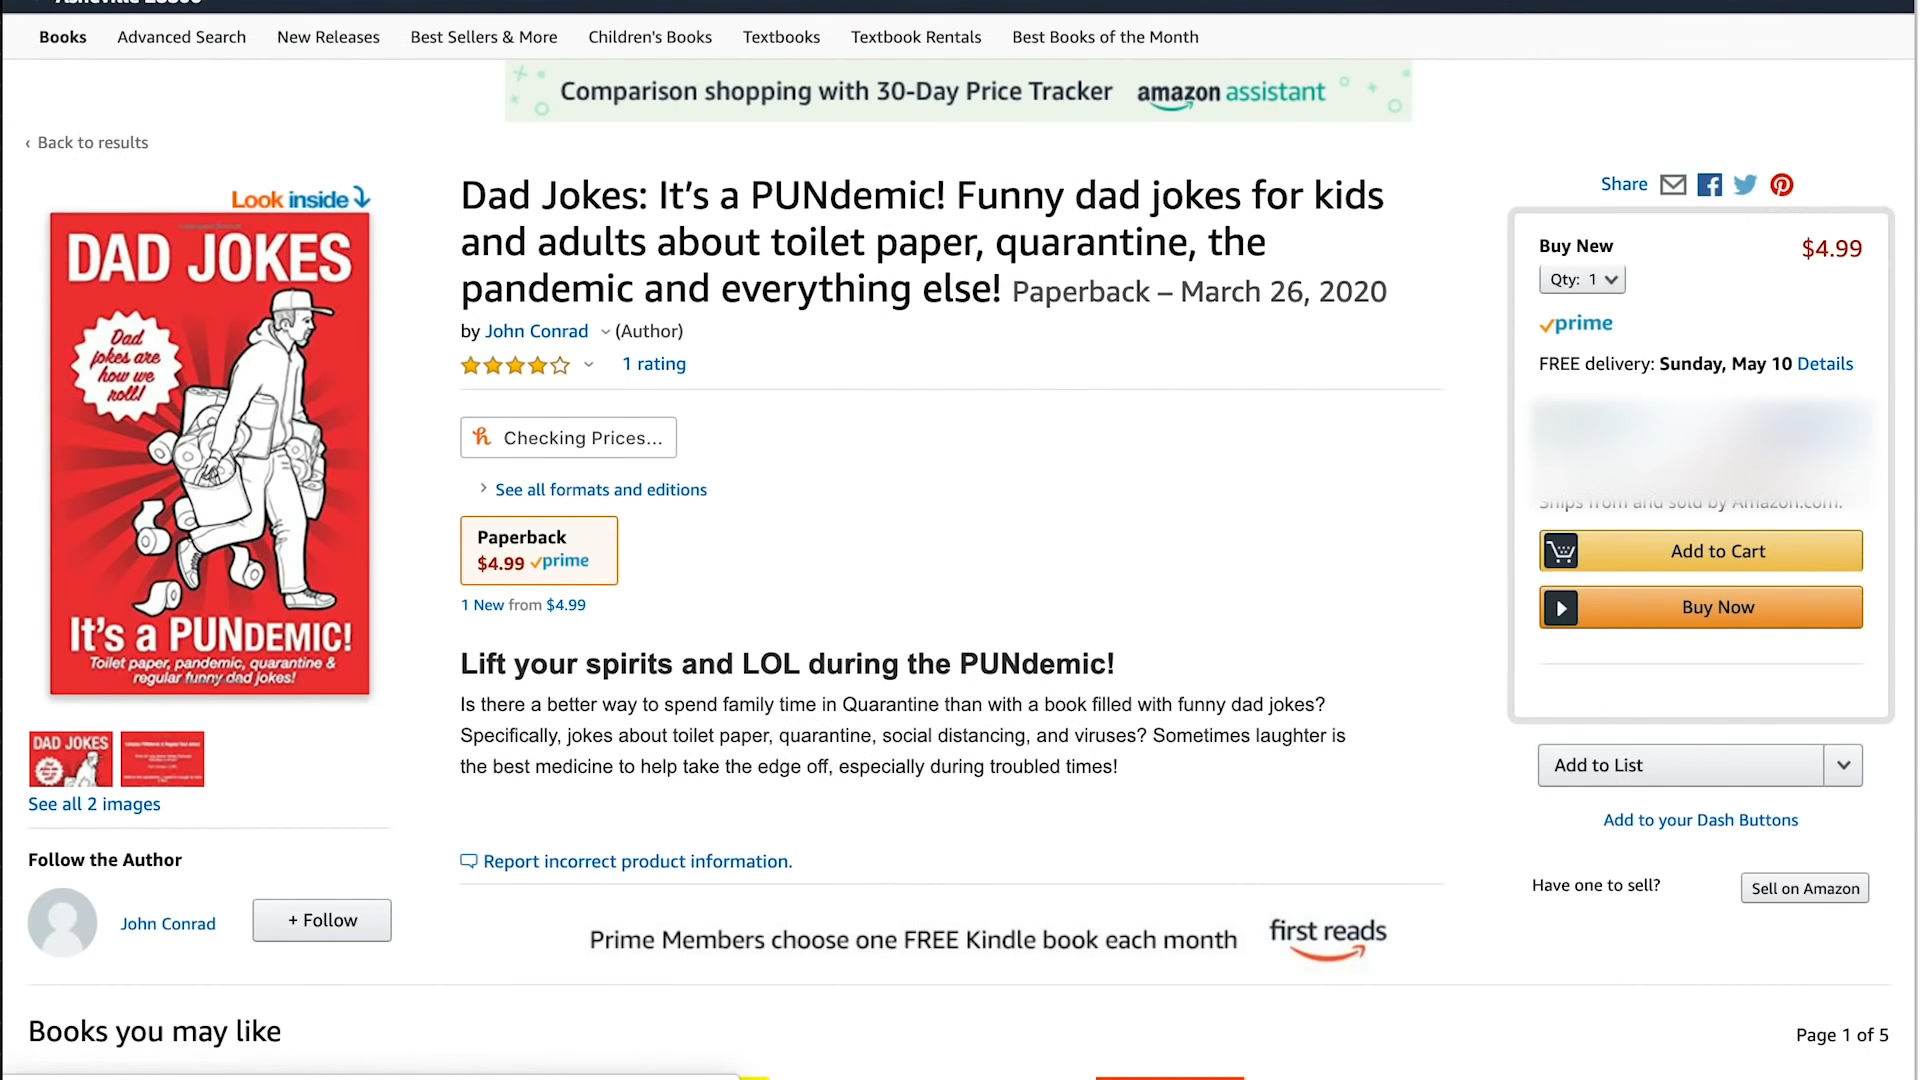 Books Advanced Search New Releases Best Sellers & More Children's Books Textbooks Textbook Rentals Best Books of the Month
Comparison shopping with 30-Day Price Tracker amazon assistant
‹ Back to results
Look inside
DAD JOKES
Dad
jokes are
how we
roll!
It's a PUNDEMIC!
Toilet paper, pandemic, quarantine &
regular funny dad jokes!
DAD JOKES
See all 2 images
Follow the Author
John Conrad
+ Follow
Dad Jokes: It’s a PUNdemic! Funny dad jokes for kids
and adults about toilet paper, quarantine, the
pandemic and everything else! Paperback – March 26, 2020
by John Conrad (Author)
1 rating
Checking Prices...
See all formats and editions
Paperback
$4.99 prime
1 New from $4.99
Lift your spirits and LOL during the PUNdemic!
Is there a better way to spend family time in Quarantine than with a book filled with funny dad jokes?
Specifically, jokes about toilet paper, quarantine, social distancing, and viruses? Sometimes laughter is
the best medicine to help take the edge off, especially during troubled times!
Report incorrect product information.
Prime Members choose one FREE Kindle book each month first reads
Share
Buy New $4.99
Qty: 1
prime
FREE delivery: Sunday, May 10 Details
Ships from and sold by Amazon.com.
Add to Cart
Buy Now
Add to List
Add to your Dash Buttons
Have one to sell? Sell on Amazon
Books you may like
Page 1 of 5